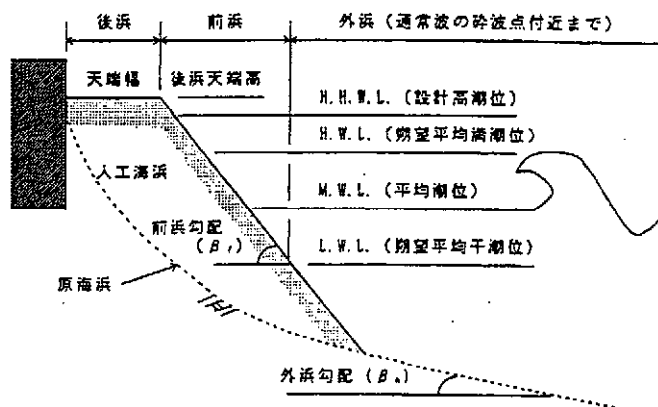 後浜 前浜 外浜（通常波の砕波点付近まで）
天端幅 後浜天端高
H.H.W.L.（設計高潮位）
H.W.L.（朔望平均満潮位）
人工海浜
M.W.L.（平均潮位）
前浜勾配
（βf）
L.W.L.（朔望平均干潮位）
原海浜
外浜勾配（β